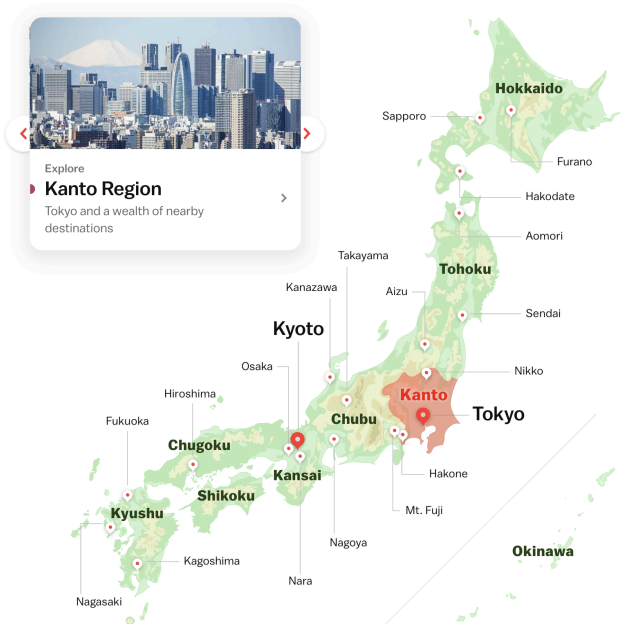 Explore
Kanto Region
Tokyo and a wealth of nearby
destinations
Hokkaido
Sapporo
Furano
Hakodate
Aomori
Takayama
Tohoku
Kanazawa
Aizu
Sendai
Kyoto
Osaka
Nikko
Hiroshima
Kanto
Tokyo
Fukuoka
Chubu
Chugoku
Kansai
Hakone
Shikoku
Mt. Fuji
Kyushu
Nagoya
Okinawa
Kagoshima
Nara
Nagasaki